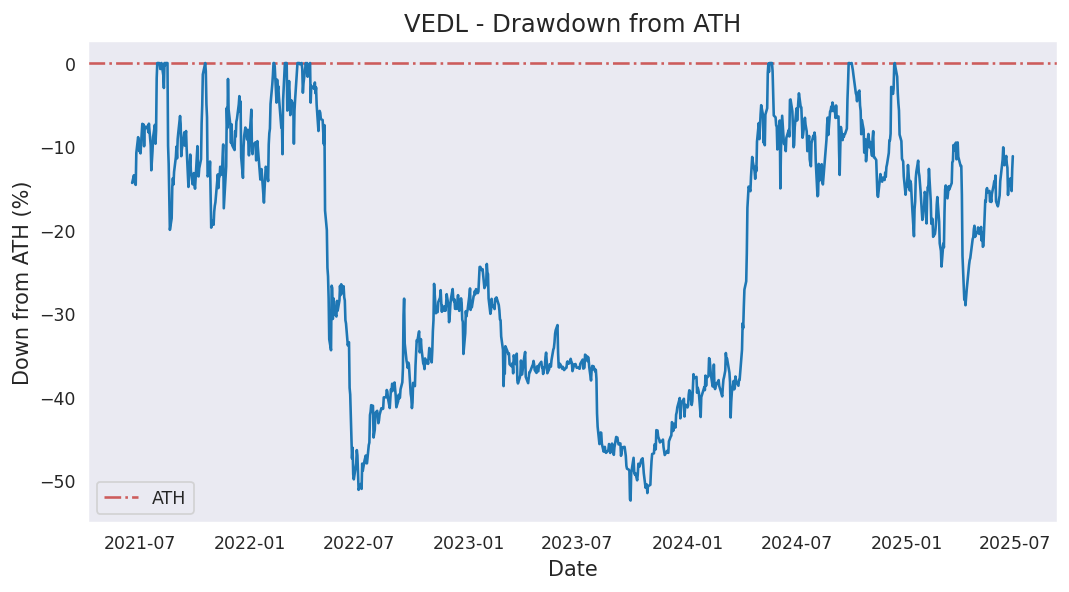 VEDL - Drawdown from ATH
Down from ATH (%)
0
−10
−20
−30
−40
−50
ATH
2021-07 2022-01 2022-07 2023-01 2023-07 2024-01 2024-07 2025-01 2025-07
Date